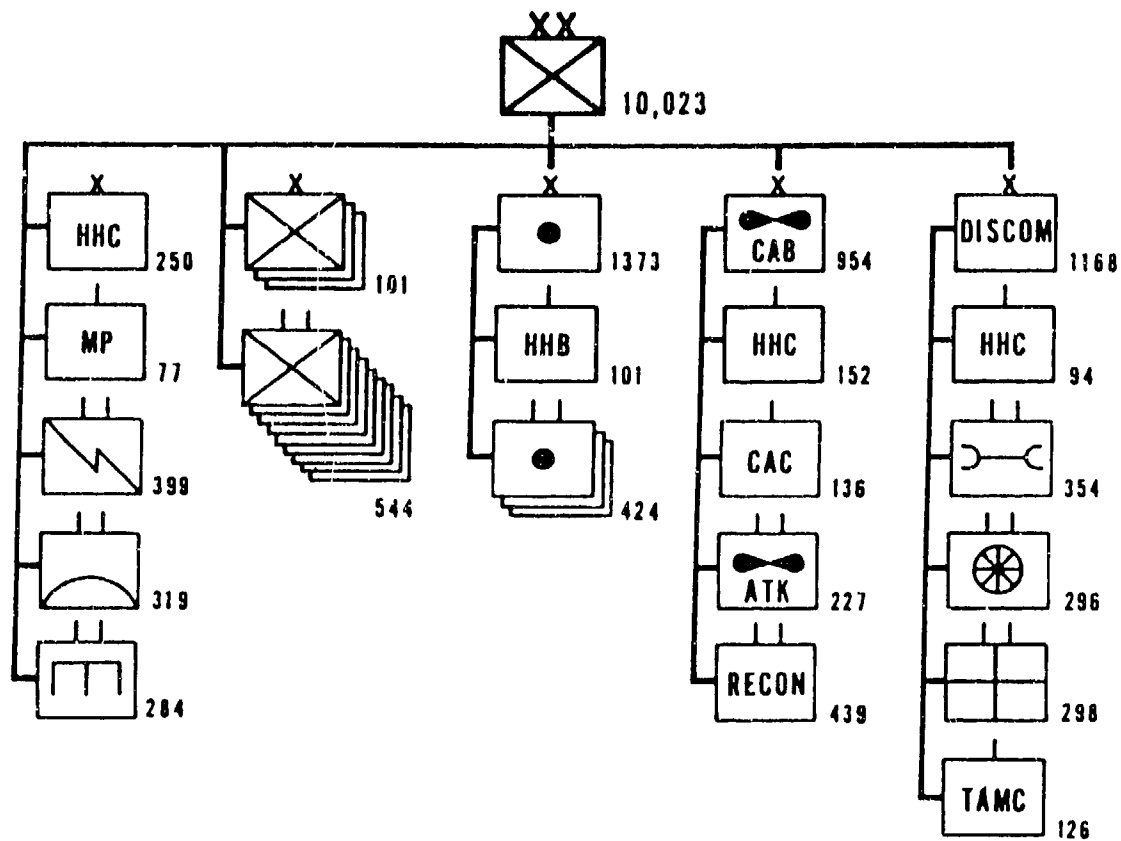 XX
10,023
X
HHC
250
MP
77
399
319
284
X
101
544
X
1373
HHB
101
424
X
CAB
954
HHC
152
CAC
136
ATK
227
RECON
439
X
DISCOM
1168
HHC
94
354
296
298
TAMC
126